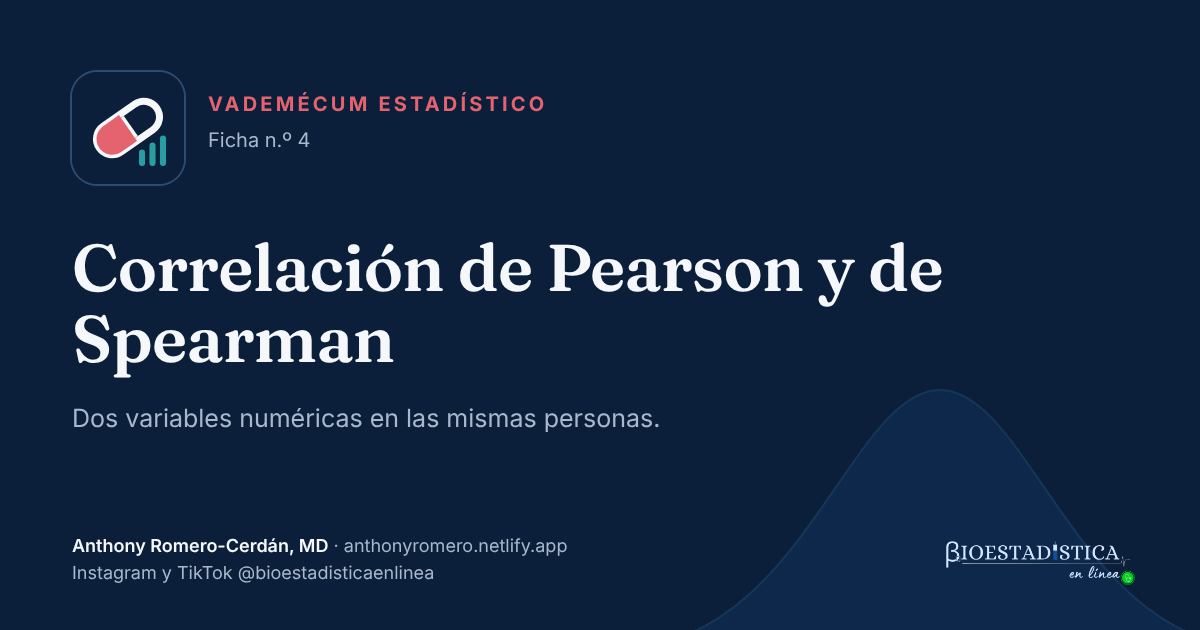 VADEMÉCUM ESTADÍSTICO
Ficha n.º 4
Correlación de Pearson y de
Spearman
Dos variables numéricas en las mismas personas.
Anthony Romero-Cerdán, MD · anthonyromero.netlify.app
Instagram y TikTok @bioestadisticaenlinea
βIOESTADÍSTICA
en línea